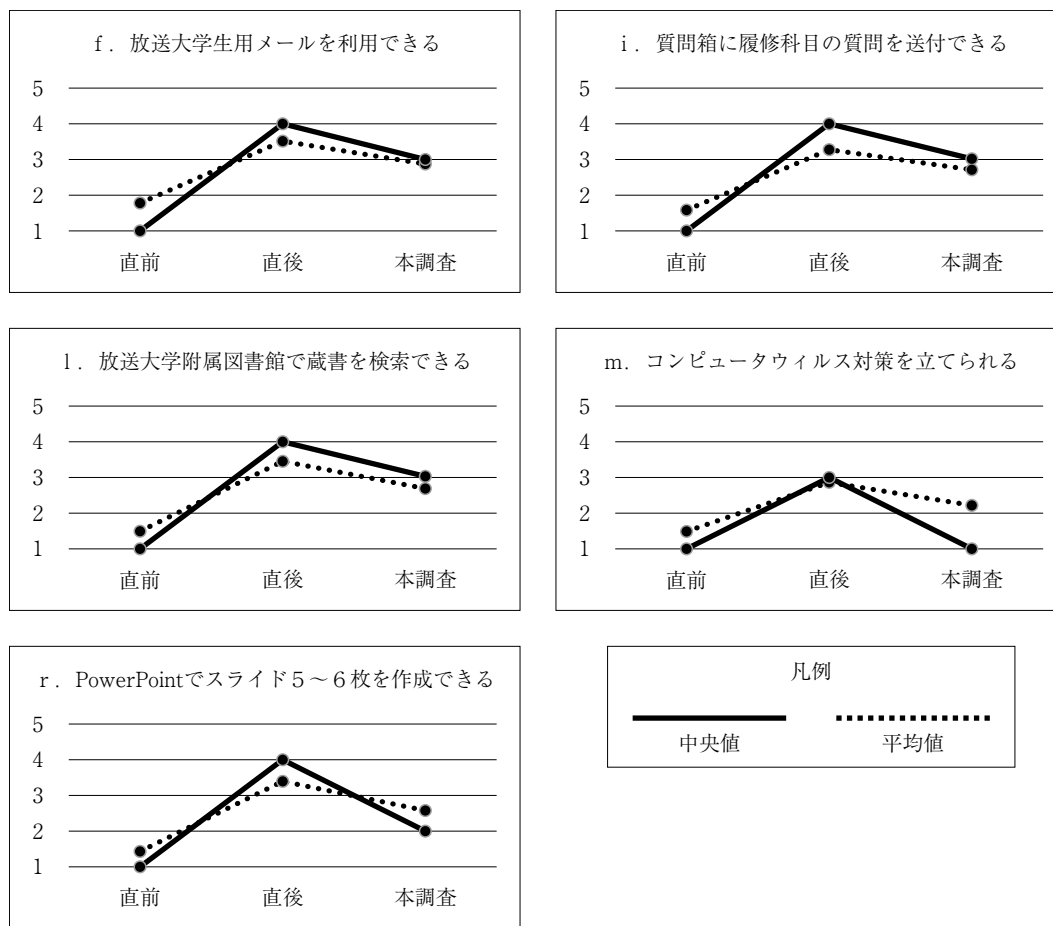 f．放送大学生用メールを利用できる
5
4
3
2
1
直前 直後 本調査
i．質問箱に履修科目の質問を送付できる
5
4
3
2
1
直前 直後 本調査
l．放送大学附属図書館で蔵書を検索できる
5
4
3
2
1
直前 直後 本調査
m．コンピュータウィルス対策を立てられる
5
4
3
2
1
直前 直後 本調査
r．PowerPointでスライド５～６枚を作成できる
5
4
3
2
1
直前 直後 本調査
凡例
中央値 平均値